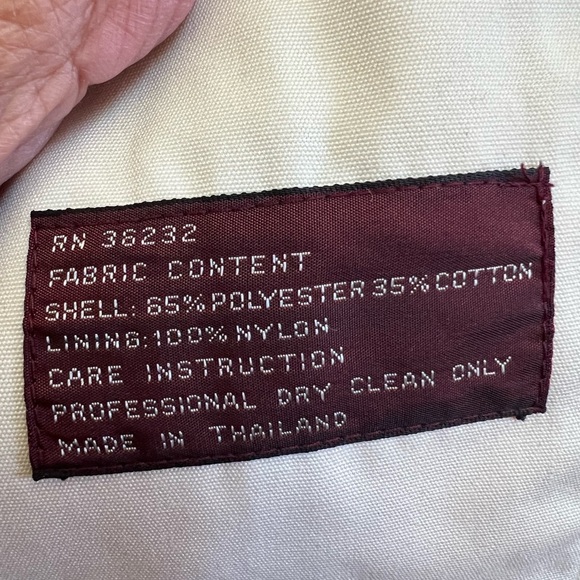 RN 36232
FABRIC CONTENT
SHELL: 65% POLYESTER 35% COTTON
LINING: 100% NYLON
CARE INSTRUCTION
PROFESSIONAL DRY CLEAN ONLY
MADE IN THAILAND